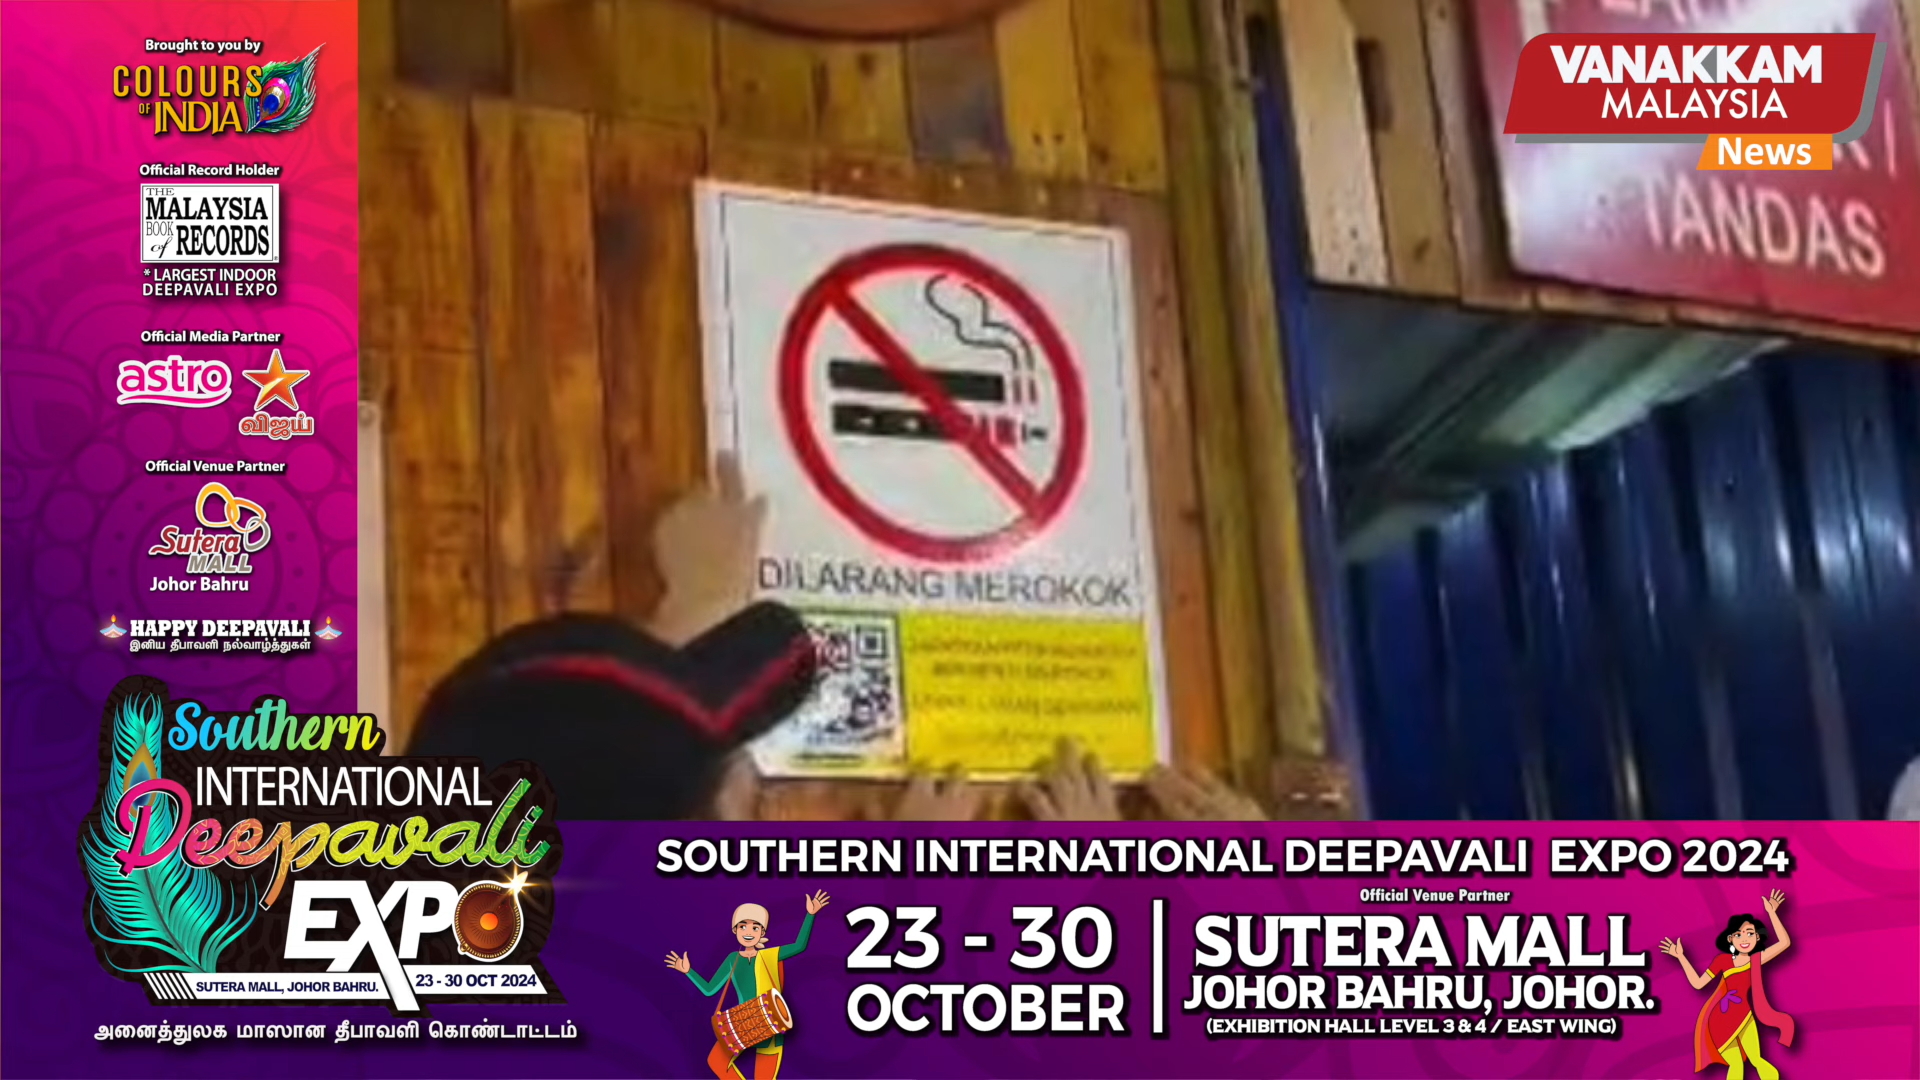 Brought to you by
COLOURS
OF
INDIA
Official Record Holder
THE
MALAYSIA
BOOK
of RECORDS
* LARGEST INDOOR
DEEPAVALI EXPO
Official Media Partner
astro
விஜய்
Official Venue Partner
Sutera
MALL
Johor Bahru
HAPPY DEEPAVALI
இனிய தீபாவளி நல்வாழ்த்துகள்
Southern
INTERNATIONAL
Deepavali
EXPO
SUTERA MALL, JOHOR BAHRU.
23 - 30 OCT 2024
அனைத்துலக மாஸான தீபாவளி கொண்டாட்டம்
VANAKKAM
MALAYSIA
News
TANDAS
DILARANG MEROKOK
SOUTHERN INTERNATIONAL DEEPAVALI EXPO 2024
23 - 30
OCTOBER
Official Venue Partner
SUTERA MALL
JOHOR BAHRU, JOHOR.
(EXHIBITION HALL LEVEL 3 & 4 / EAST WING)